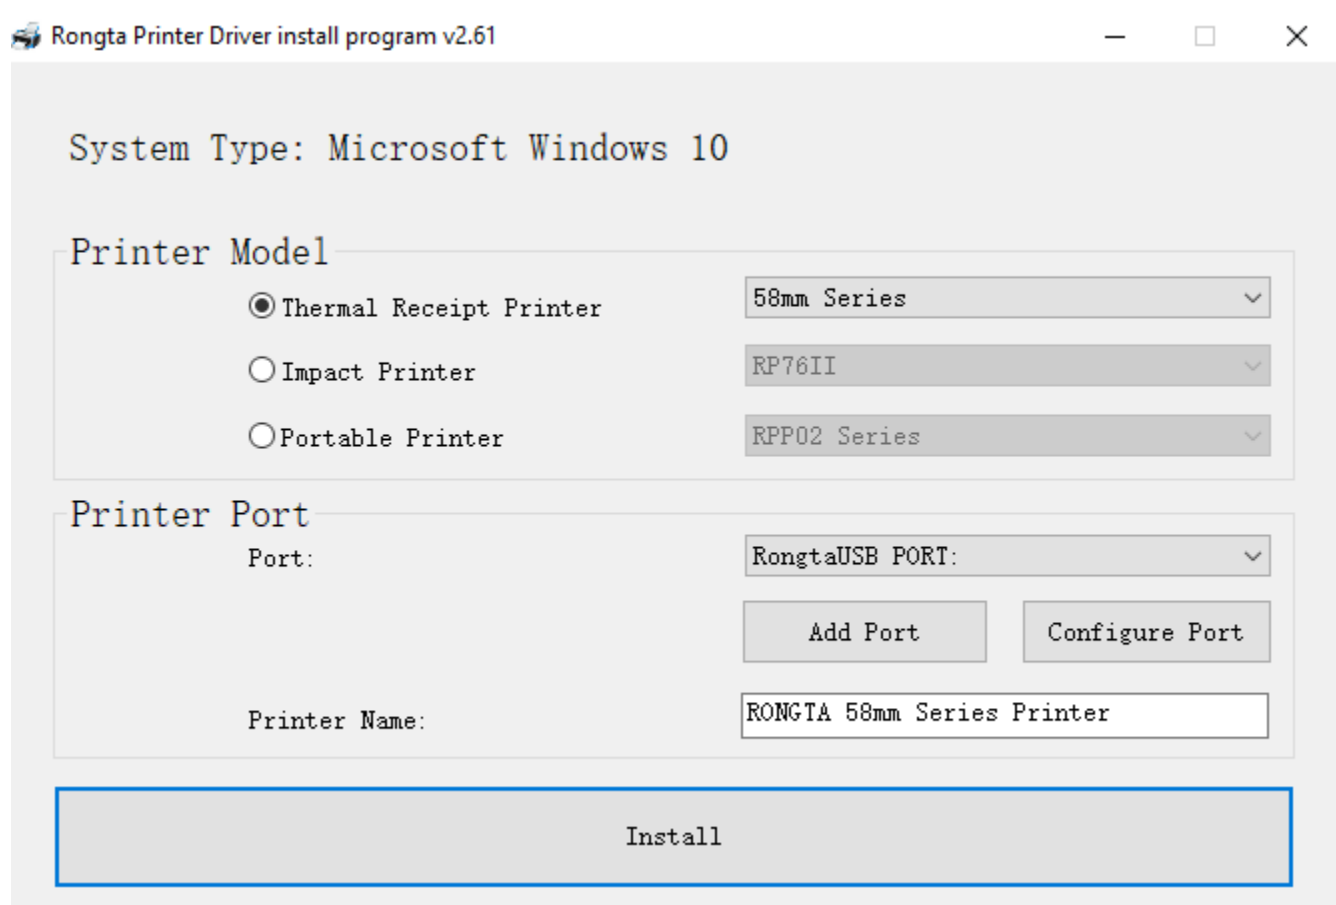 Rongta Printer Driver install program v2.61
System Type: Microsoft Windows 10
Printer Model
Thermal Receipt Printer
58mm Series
Impact Printer
RP76II
Portable Printer
RPP02 Series
Printer Port
Port:
RongtaUSB PORT:
Add Port
Configure Port
Printer Name:
RONGTA 58mm Series Printer
Install